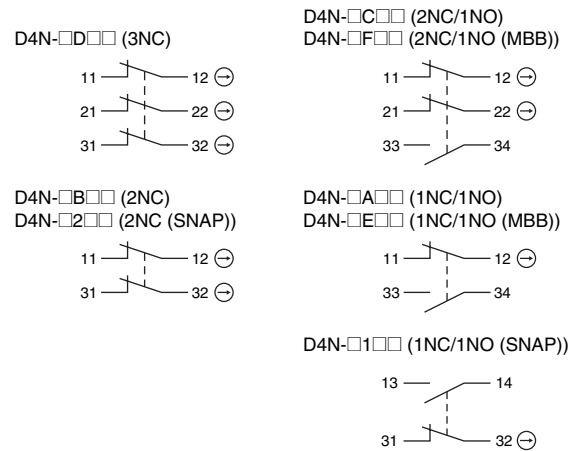 D4N-□D□□ (3NC)
11 12
21 22
31 32
D4N-□C□□ (2NC/1NO)
D4N-□F□□ (2NC/1NO (MBB))
11 12
21 22
33 34
D4N-□B□□ (2NC)
D4N-□2□□ (2NC (SNAP))
11 12
31 32
D4N-□A□□ (1NC/1NO)
D4N-□E□□ (1NC/1NO (MBB))
11 12
33 34
D4N-□1□□ (1NC/1NO (SNAP))
13 14
31 32